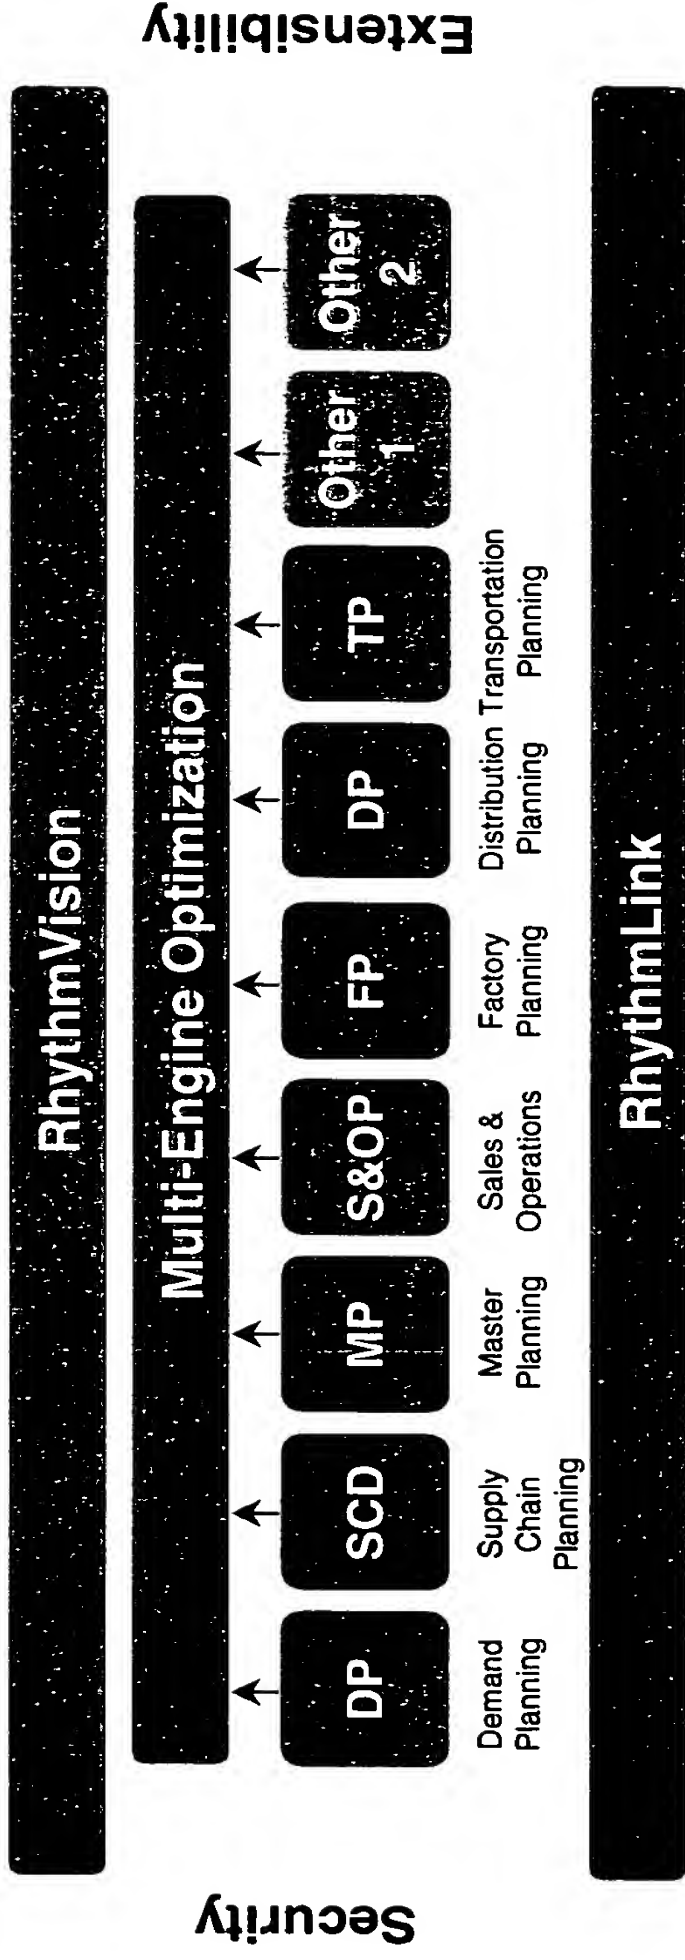 Security
RhythmVision
Multi-Engine Optimization
DP
SCD
MP
S&OP
FP
DP
TP
Other
1
Other
2
Demand
Planning
Supply
Chain
Planning
Master
Planning
Sales &
Operations
Factory
Planning
Distribution
Planning
Transportation
Planning
RhythmLink
Extensibility